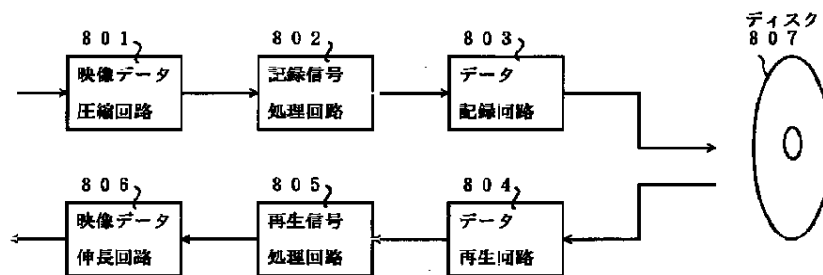 ディスク
807
801
802
803
映像データ
圧縮回路
記録信号
処理回路
データ
記録回路
806
805
804
映像データ
伸長回路
再生信号
処理回路
データ
再生回路